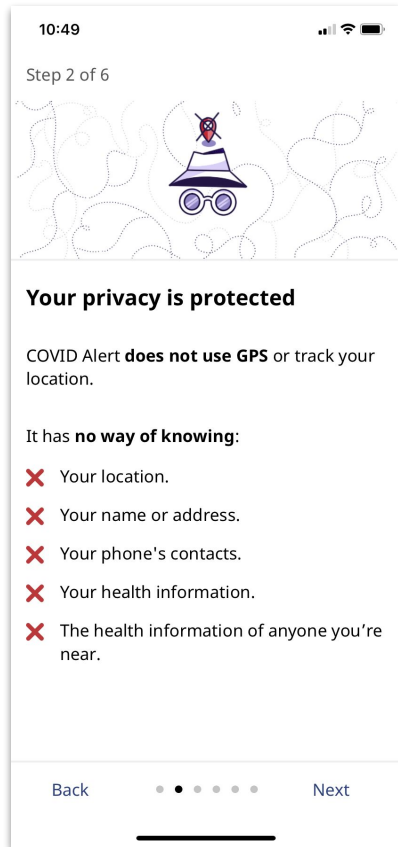 10:49
Step 2 of 6
Your privacy is protected
COVID Alert does not use GPS or track your
location.
It has no way of knowing:
Your location.
Your name or address.
Your phone's contacts.
Your health information.
The health information of anyone you’re
near.
Back
Next